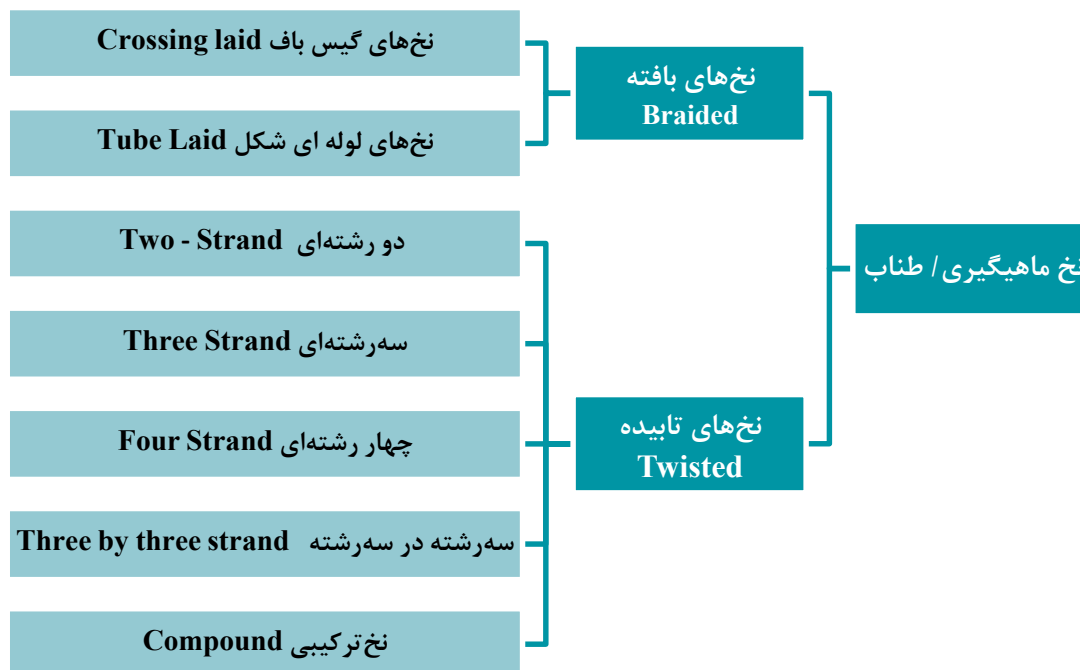 نخ ماهیگیری/ طناب
نخ‌های بافته
Braided
نخ‌های گیس باف Crossing laid
نخ‌های لوله ای شکل Tube Laid
نخ‌های تابیده
Twisted
دو رشته‌ای Two - Strand
سه‌رشته‌ای Three Strand
چهار رشته‌ای Four Strand
سه‌رشته در سه‌رشته Three by three strand
نخ‌ترکیبی Compound